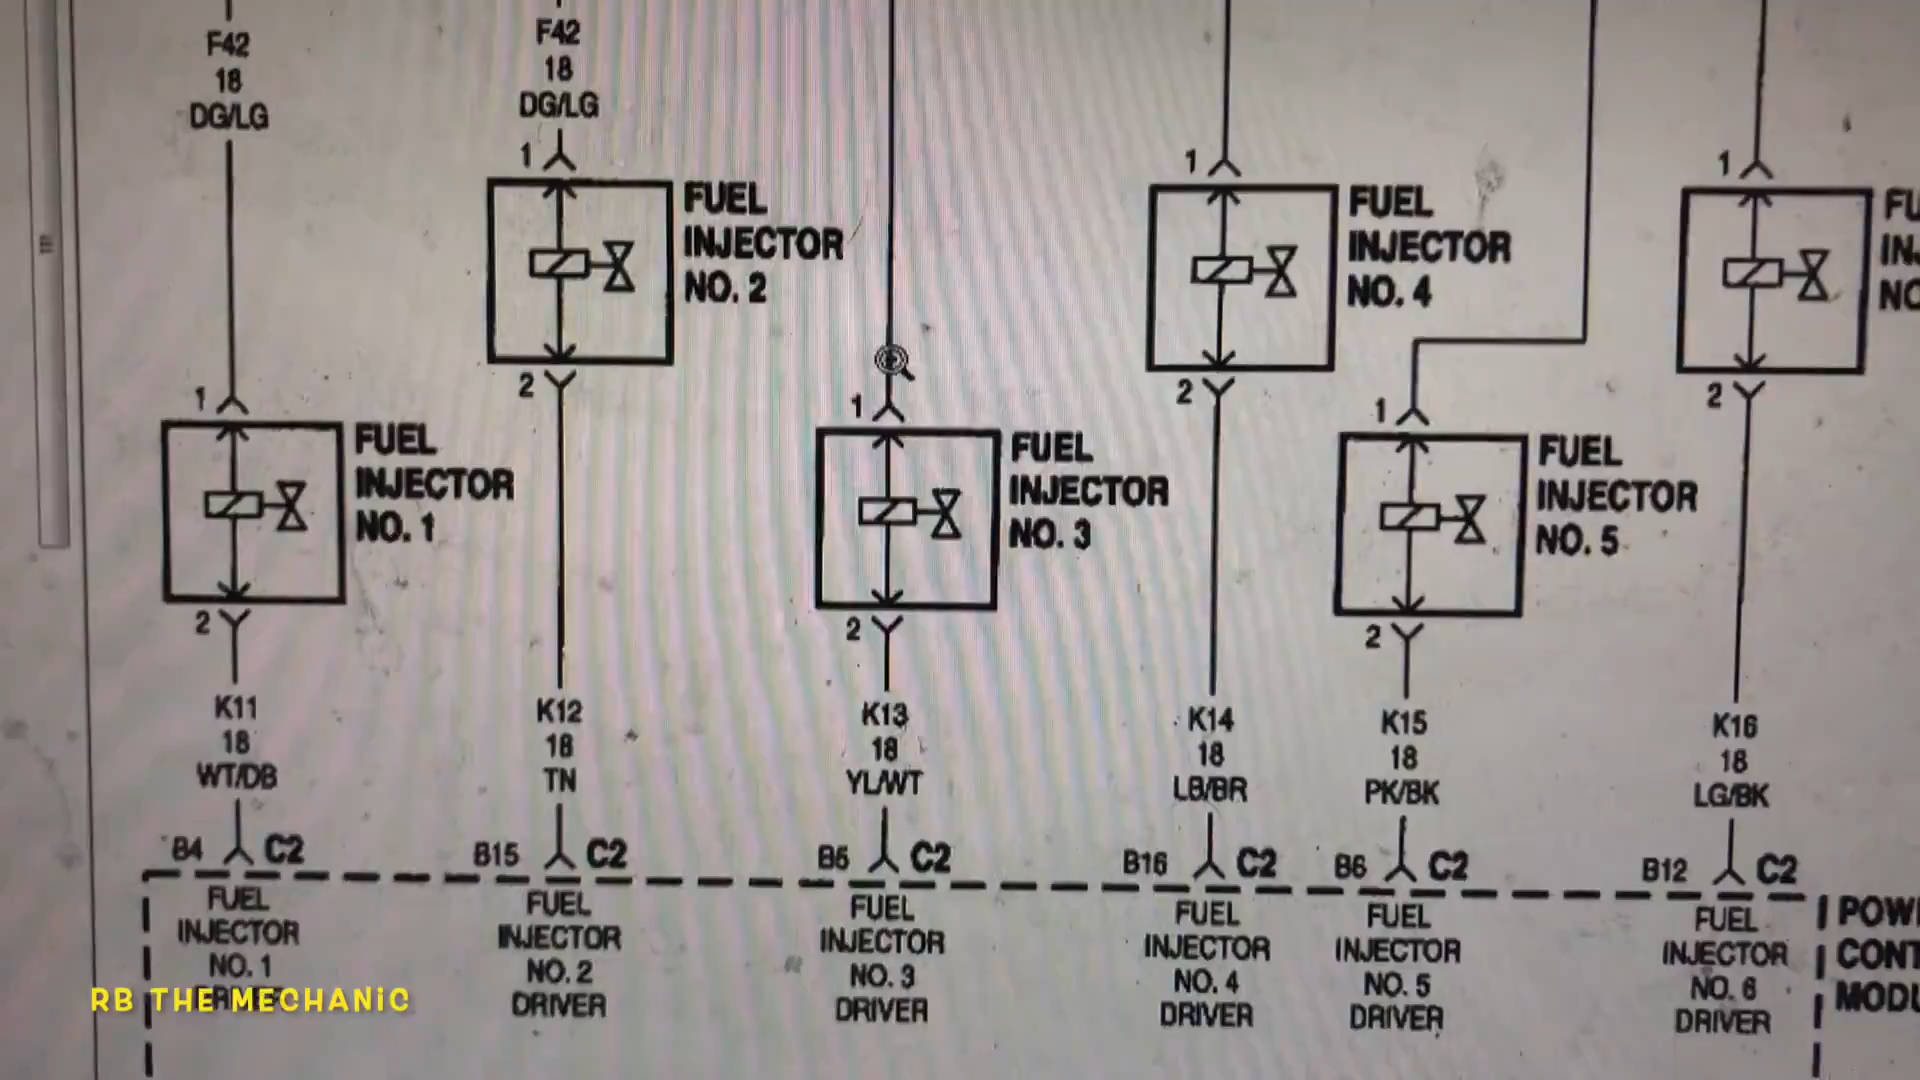 F42
18
DG/LG
F42
18
DG/LG
1
FUEL
INJECTOR
NO. 2
2
1
FUEL
INJECTOR
NO. 4
2
1
2
1
FUEL
INJECTOR
NO. 1
2
1
FUEL
INJECTOR
NO. 3
2
1
FUEL
INJECTOR
NO. 5
2
K11
18
WT/DB
K12
18
TN
K13
18
YL/WT
K14
18
LB/BR
K15
18
PK/BK
K16
18
LG/BK
B4 C2
B15 C2
B5 C2
B16 C2
B6 C2
B12 C2
FUEL
INJECTOR
NO. 1
FUEL
INJECTOR
NO. 2
DRIVER
FUEL
INJECTOR
NO. 3
DRIVER
FUEL
INJECTOR
NO. 4
DRIVER
FUEL
INJECTOR
NO. 5
DRIVER
FUEL
INJECTOR
NO. 6
DRIVER
RB THE MECHANIC